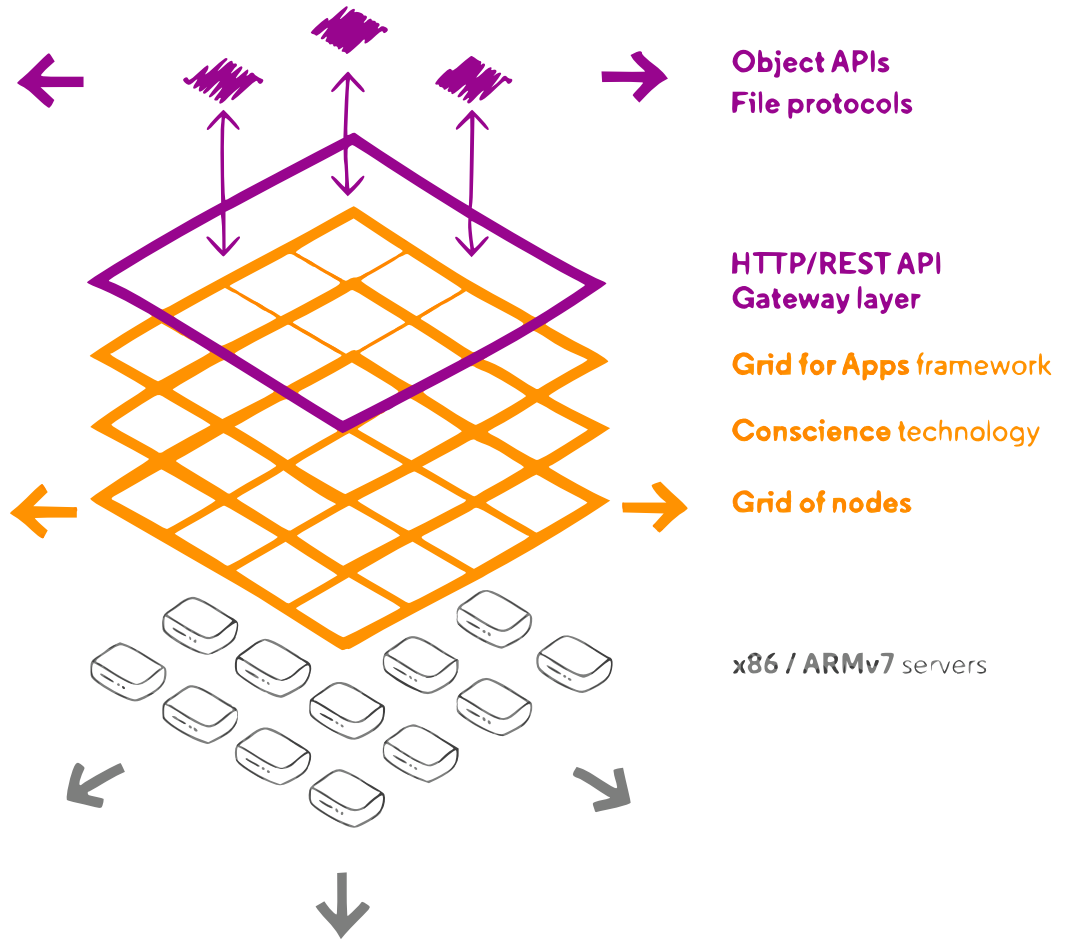 Object APIs
File protocols
HTTP/REST API
Gateway layer
Grid for Apps framework
Conscience technology
Grid of nodes
x86 / ARMv7 servers